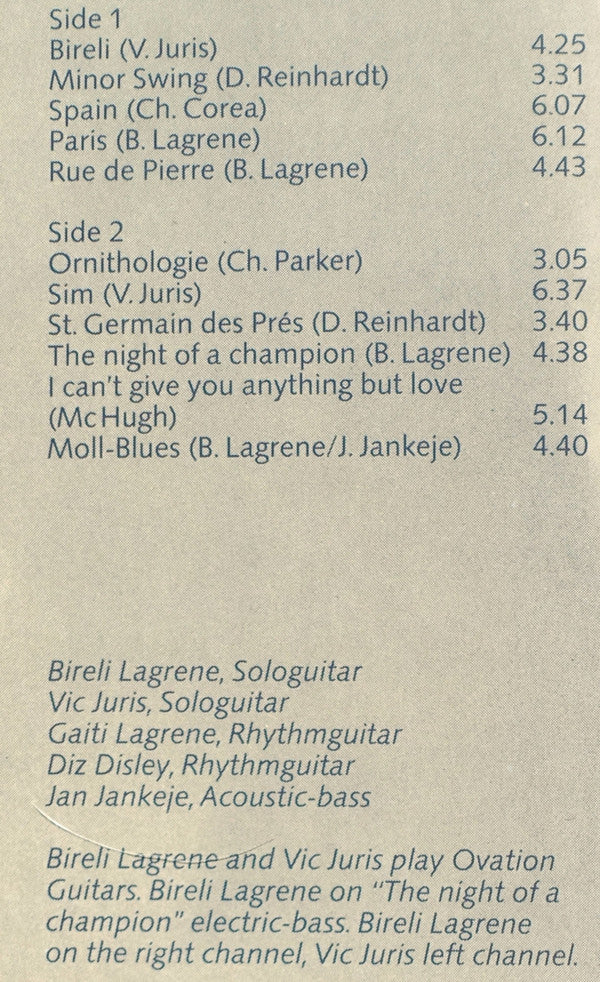 Side 1
Bireli (V. Juris) 4.25
Minor Swing (D. Reinhardt) 3.31
Spain (Ch. Corea) 6.07
Paris (B. Lagrene) 6.12
Rue de Pierre (B. Lagrene) 4.43
Side 2
Ornithologie (Ch. Parker) 3.05
Sim (V. Juris) 6.37
St. Germain des Prés (D. Reinhardt) 3.40
The night of a champion (B. Lagrene) 4.38
I can't give you anything but love
(McHugh) 5.14
Moll-Blues (B. Lagrene/J. Jankeje) 4.40
Bireli Lagrene, Sologuitar
Vic Juris, Sologuitar
Gaiti Lagrene, Rhythmguitar
Diz Disley, Rhythmguitar
Jan Jankeje, Acoustic-bass
Bireli Lagrene and Vic Juris play Ovation
Guitars. Bireli Lagrene on "The night of a
champion" electric-bass. Bireli Lagrene
on the right channel, Vic Juris left channel.